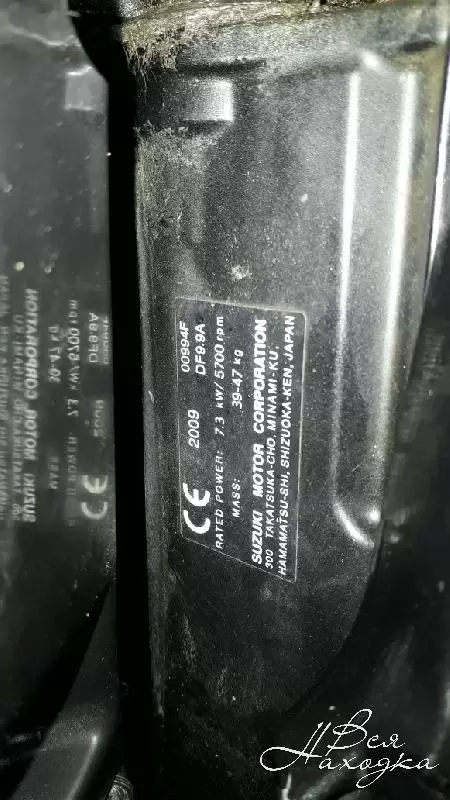 00994F
CE 2009 DF9.9A
RATED POWER: 7.3 kW/5700 rpm
MASS: 39-47 kg
SUZUKI MOTOR CORPORATION
300 TAKATSUKA-CHO, MINAMI-KU,
HAMAMATSU-SHI, SHIZUOKA-KEN, JAPAN
Вся
Находка